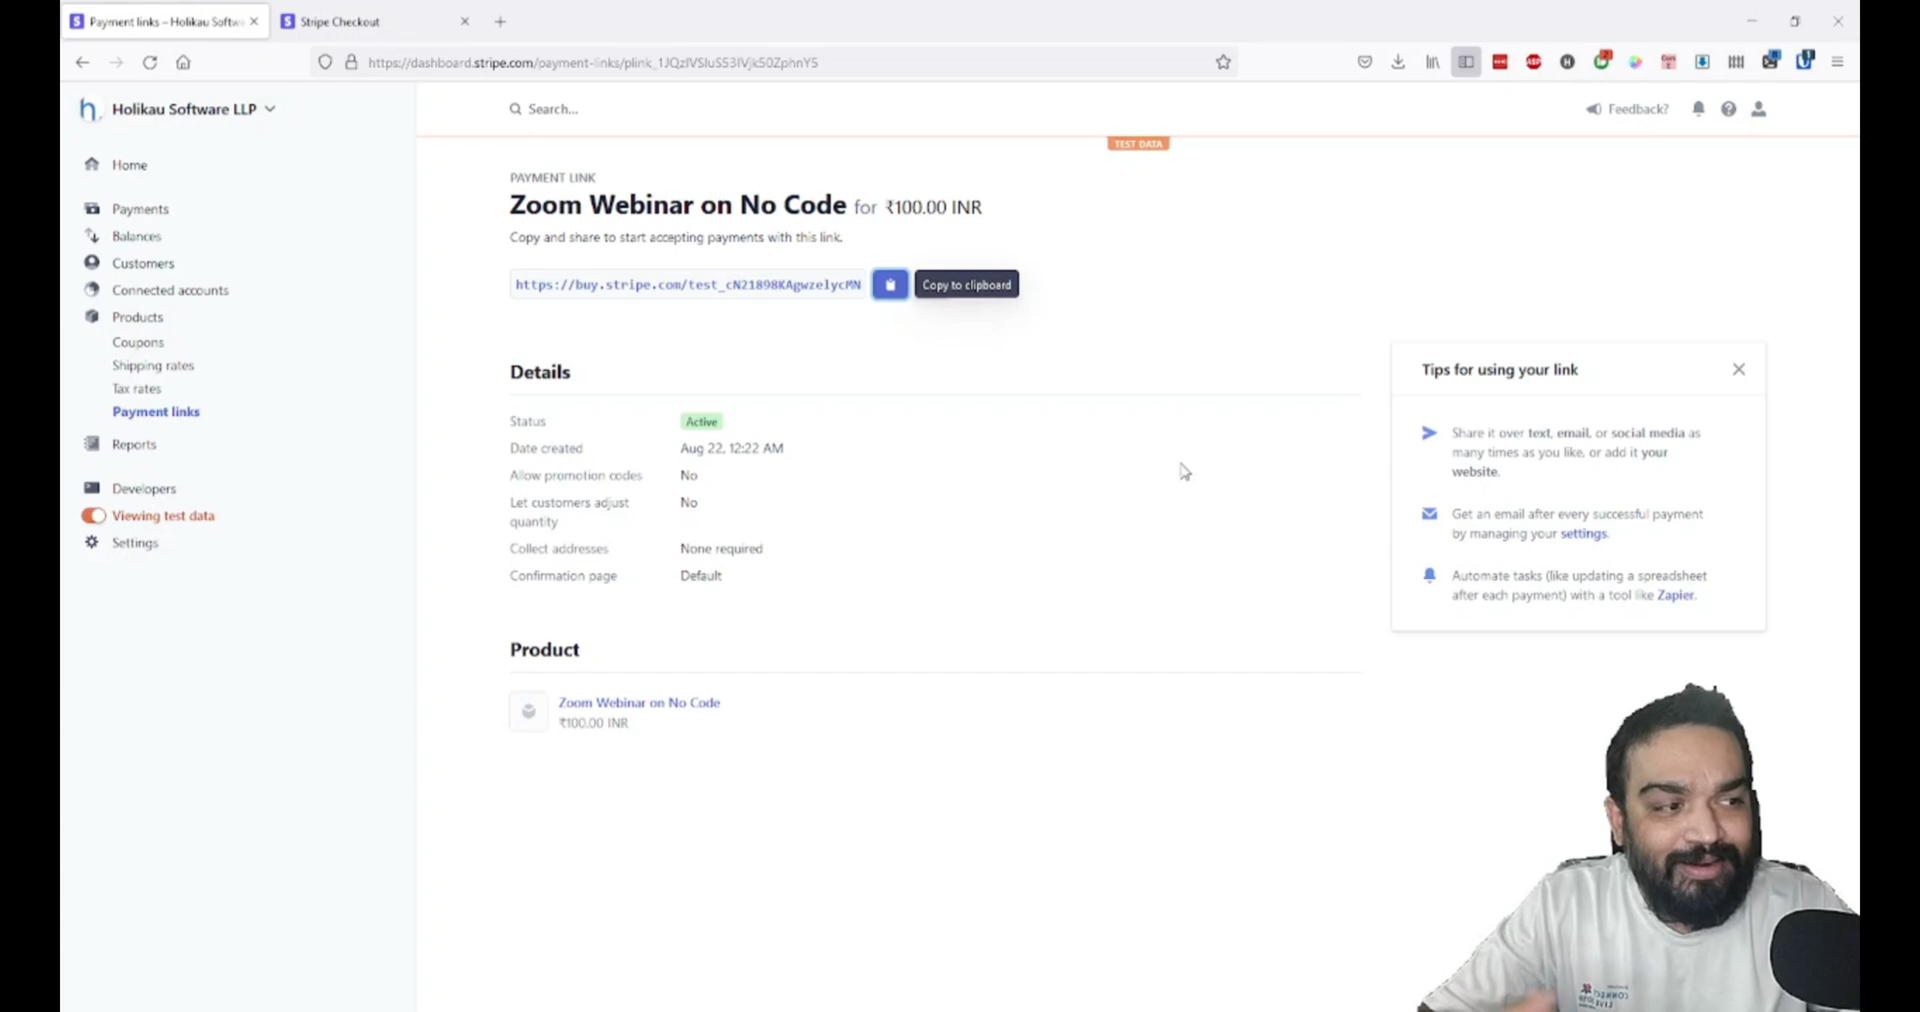 Payment links – Holikau Softw
Stripe Checkout
https://dashboard.stripe.com/payment-links/plink_1JQzIVSIuS53IVjk50ZphnY5
Holikau Software LLP
Search...
Feedback?
TEST DATA
Home
Payments
Balances
Customers
Connected accounts
Products
Coupons
Shipping rates
Tax rates
Payment links
Reports
Developers
Viewing test data
Settings
PAYMENT LINK
Zoom Webinar on No Code for ₹100.00 INR
Copy and share to start accepting payments with this link.
https://buy.stripe.com/test_cN21898KAgwzelycMN
Copy to clipboard
Details
Status Active
Date created Aug 22, 12:22 AM
Allow promotion codes No
Let customers adjust No
quantity
Collect addresses None required
Confirmation page Default
Product
Zoom Webinar on No Code
₹100.00 INR
Tips for using your link
Share it over text, email, or social media as
many times as you like, or add it your
website.
Get an email after every successful payment
by managing your settings.
Automate tasks (like updating a spreadsheet
after each payment) with a tool like Zapier.